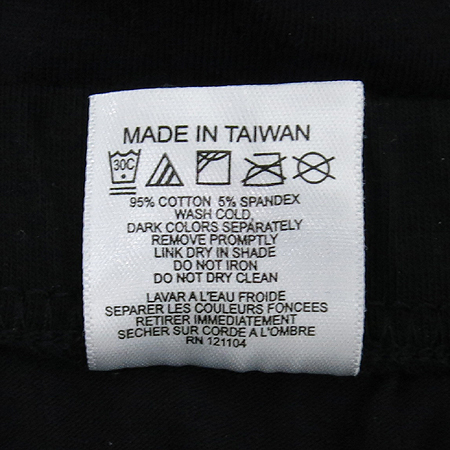 MADE IN TAIWAN
30C
95% COTTON 5% SPANDEX
WASH COLD,
DARK COLORS SEPARATELY
REMOVE PROMPTLY
LINK DRY IN SHADE
DO NOT IRON
DO NOT DRY CLEAN
LAVAR A L'EAU FROIDE
SEPARER LES COULEURS FONCEES
RETIRER IMMEDIATEMENT
SECHER SUR CORDE A L'OMBRE
RN 121104